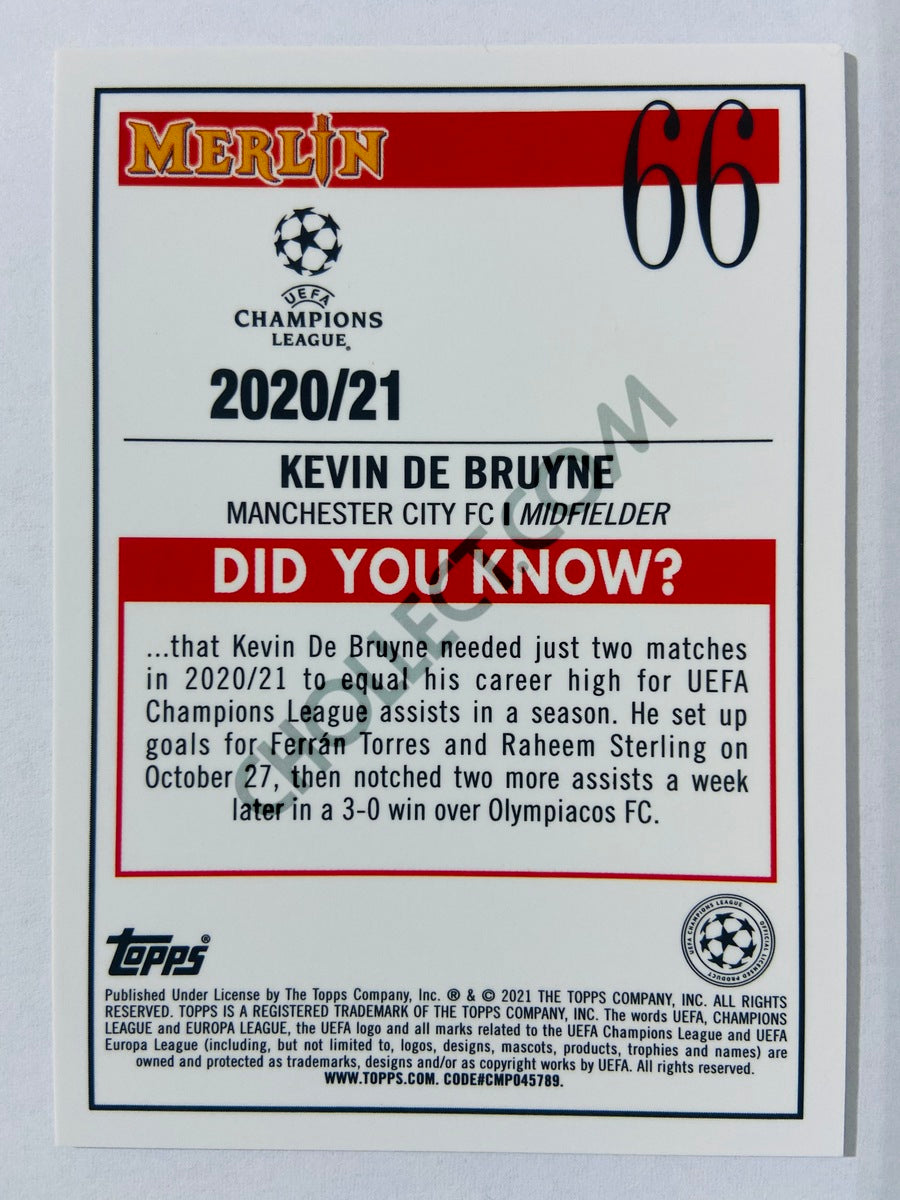 MERLIN
66
UEFA
CHAMPIONS
LEAGUE®
2020/21
KEVIN DE BRUYNE
MANCHESTER CITY FC | MIDFIELDER
DID YOU KNOW?
...that Kevin De Bruyne needed just two matches
in 2020/21 to equal his career high for UEFA
Champions League assists in a season. He set up
goals for Ferrán Torres and Raheem Sterling on
October 27, then notched two more assists a week
later in a 3-0 win over Olympiacos FC.
CHOLLECT.COM
TOPPS®
UEFA CHAMPIONS LEAGUE OFFICIAL LICENSED PRODUCT
Published Under License by The Topps Company, Inc. ® & © 2021 THE TOPPS COMPANY, INC. ALL RIGHTS
RESERVED. TOPPS IS A REGISTERED TRADEMARK OF THE TOPPS COMPANY, INC. The words UEFA, CHAMPIONS
LEAGUE and EUROPA LEAGUE, the UEFA logo and all marks related to the UEFA Champions League and UEFA
Europa League (including, but not limited to, logos, designs, mascots, products, trophies and names) are
owned and protected as trademarks, designs and/or as copyright works by UEFA. All rights reserved.
WWW.TOPPS.COM. CODE#CMP045789.